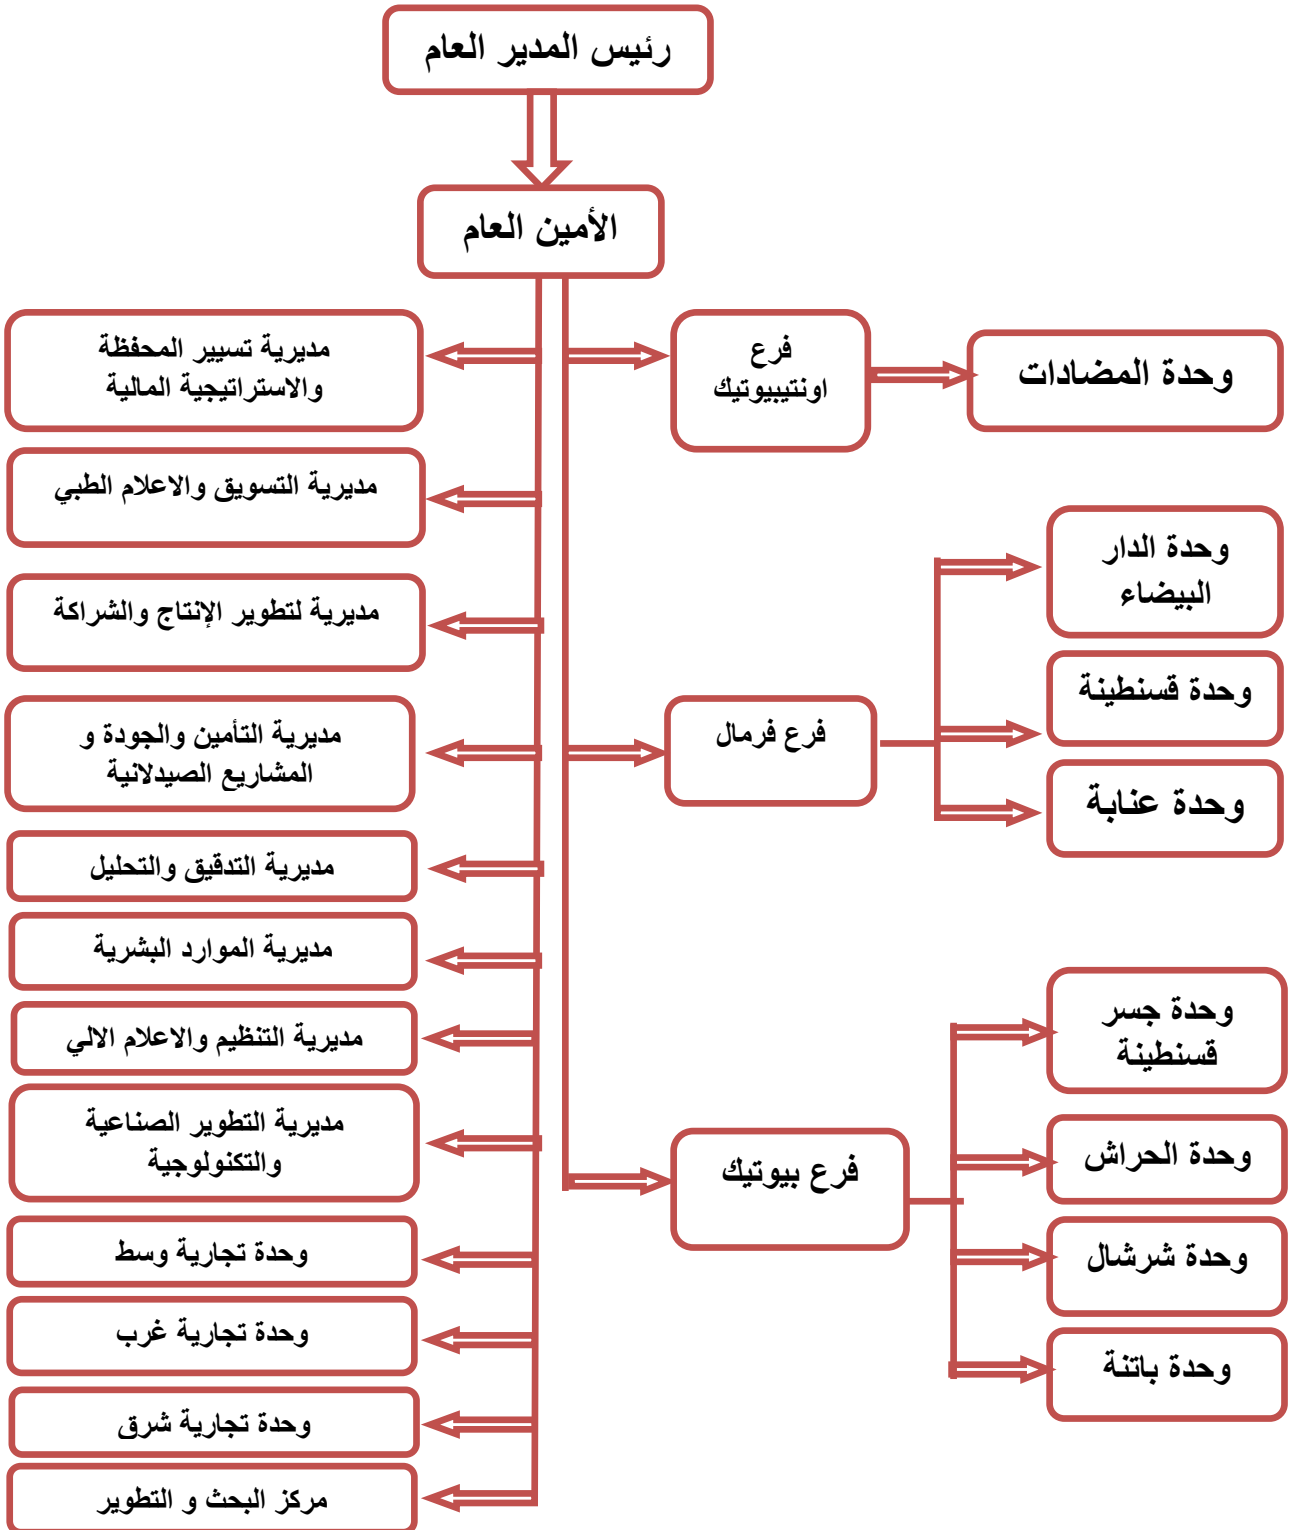 رئيس المدير العام
الأمين العام
فرع
اونتيبيوتيك
وحدة المضادات
مديرية تسيير المحفظة
والاستراتيجية المالية
مديرية التسويق والاعلام الطبي
وحدة الدار
البيضاء
مديرية لتطوير الإنتاج والشراكة
وحدة قسنطينة
فرع فرمال
مديرية التأمين والجودة و
المشاريع الصيدلانية
وحدة عنابة
مديرية التدقيق والتحليل
مديرية الموارد البشرية
وحدة جسر
قسنطينة
مديرية التنظيم والاعلام الالي
مديرية التطوير الصناعية
والتكنولوجية
وحدة الحراش
فرع بيوتيك
وحدة تجارية وسط
وحدة شرشال
وحدة تجارية غرب
وحدة باتنة
وحدة تجارية شرق
مركز البحث و التطوير